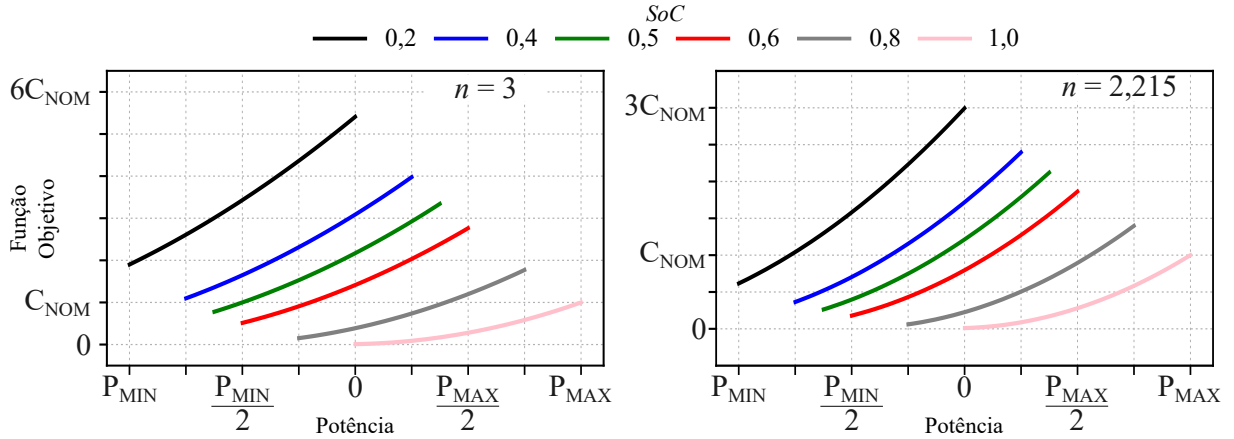 SoC
0,2 0,4 0,5 0,6 0,8 1,0
n = 3
6C_NOM
C_NOM
0
Função
Objetivo
P_MIN P_MIN/2 0 P_MAX/2 P_MAX
Potência
n = 2,215
3C_NOM
C_NOM
0
P_MIN P_MIN/2 0 P_MAX/2 P_MAX
Potência